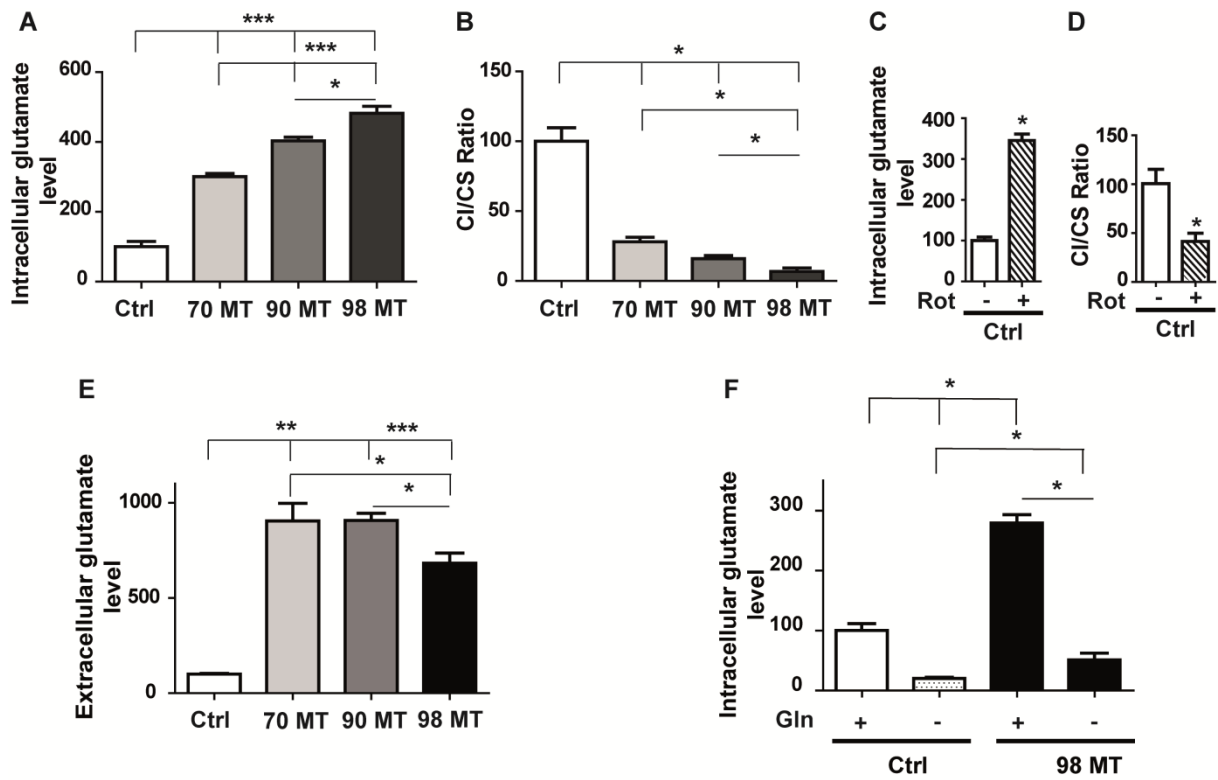 A
***
***
*
Intracellular glutamate
level
600
400
200
0
Ctrl 70 MT 90 MT 98 MT
B
*
*
*
CI/CS Ratio
150
100
50
0
Ctrl 70 MT 90 MT 98 MT
C
*
Intracellular glutamate
level
400
300
200
100
0
Rot - +
Ctrl
D
*
CI/CS Ratio
150
100
50
0
Rot - +
Ctrl
E
** ***
*
*
Extracellular glutamate
level
1000
500
0
Ctrl 70 MT 90 MT 98 MT
F
*
*
*
Intracellular glutamate
level
300
200
100
0
Gln + - + -
Ctrl 98 MT